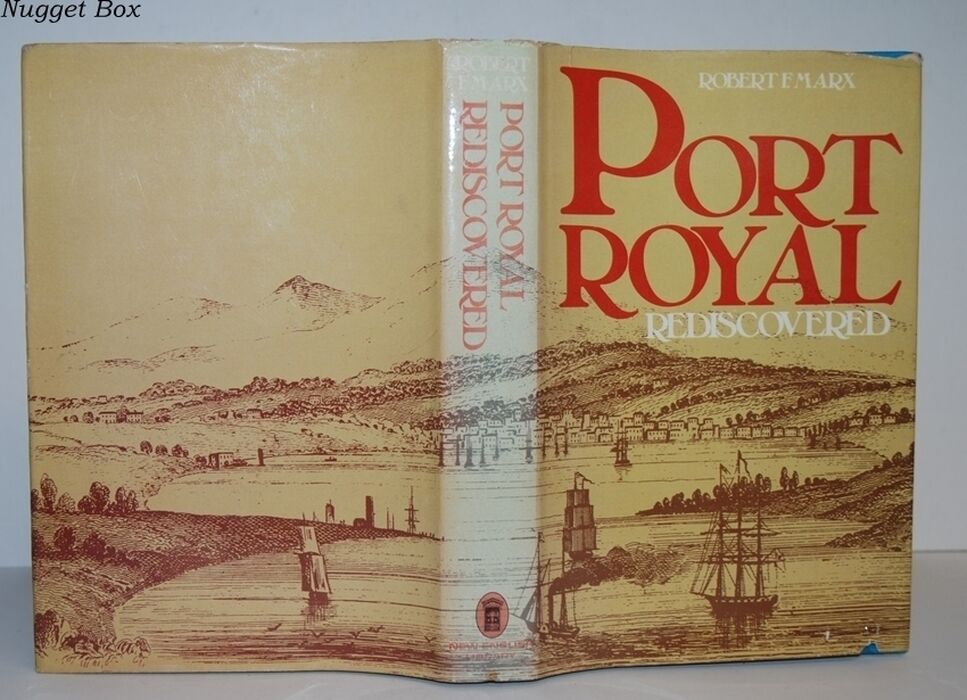 Nugget Box
ROBERT
F. MARX
PORT ROYAL
REDISCOVERED
NEW ENGLISH
LIBRARY
ROBERT F. MARX
PORT
ROYAL
REDISCOVERED